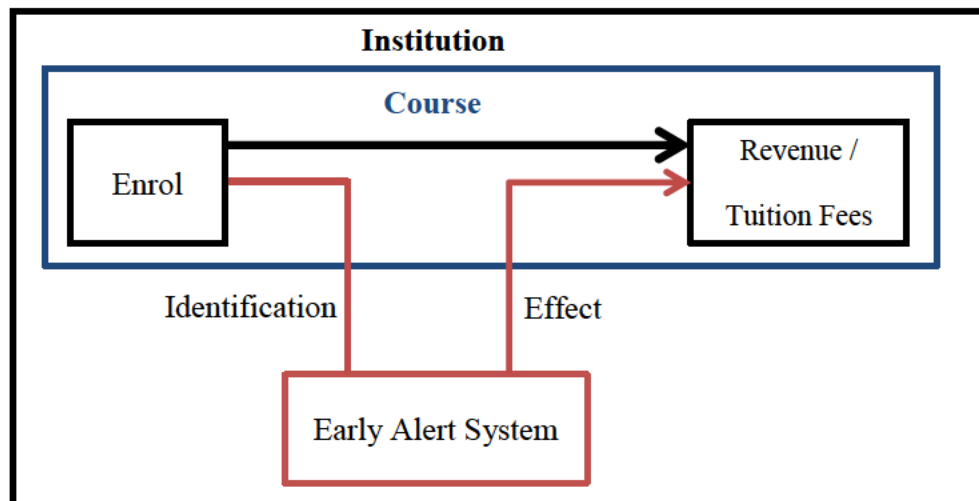 Institution
Course
Enrol
Revenue /
Tuition Fees
Identification
Effect
Early Alert System